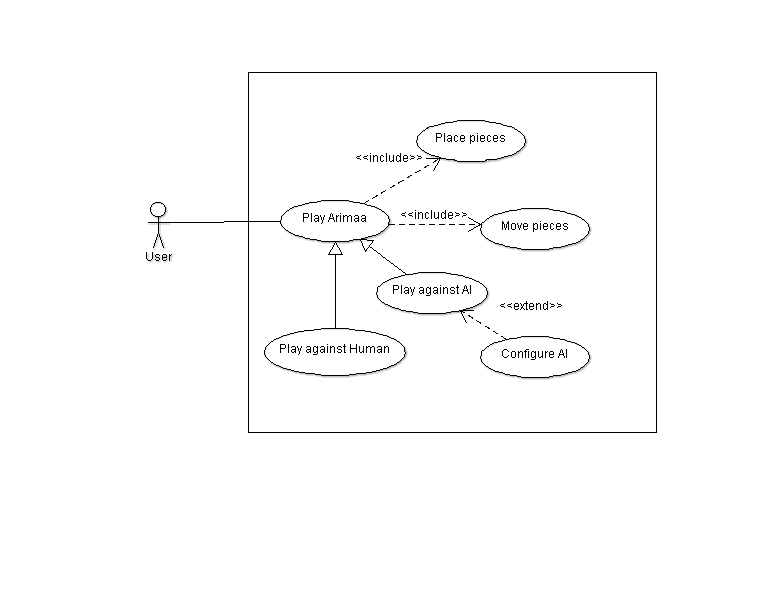 Place pieces
<<include>>
Play Arimaa
<<include>>
Move pieces
User
Play against AI
<<extend>>
Play against Human
Configure AI